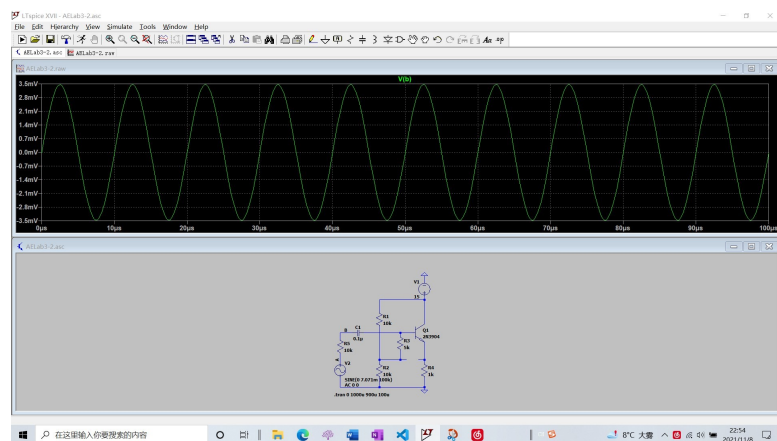 LTspice XVII - AELab3-2.asc
File Edit Hierarchy View Simulate Tools Window Help
AELab3-2.asc AELab3-2.raw
AELab3-2.raw
V(b)
3.5mV
2.8mV
2.1mV
1.4mV
0.7mV
0.0mV
-0.7mV
-1.4mV
-2.1mV
-2.8mV
-3.5mV
0µs 10µs 20µs 30µs 40µs 50µs 60µs 70µs 80µs 90µs 100µs
AELab3-2.asc
V1
15
R1
10k
B C1
0.1µ
Q1
2N3904
R3
5k
R5
10k
A
V2
R2
10k
R4
1k
SINE(0 7.071m 100k)
AC 0 0
.tran 0 1000u 900u 100u
在这里输入你要搜索的内容
8°C 大雾
22:54
2021/11/8